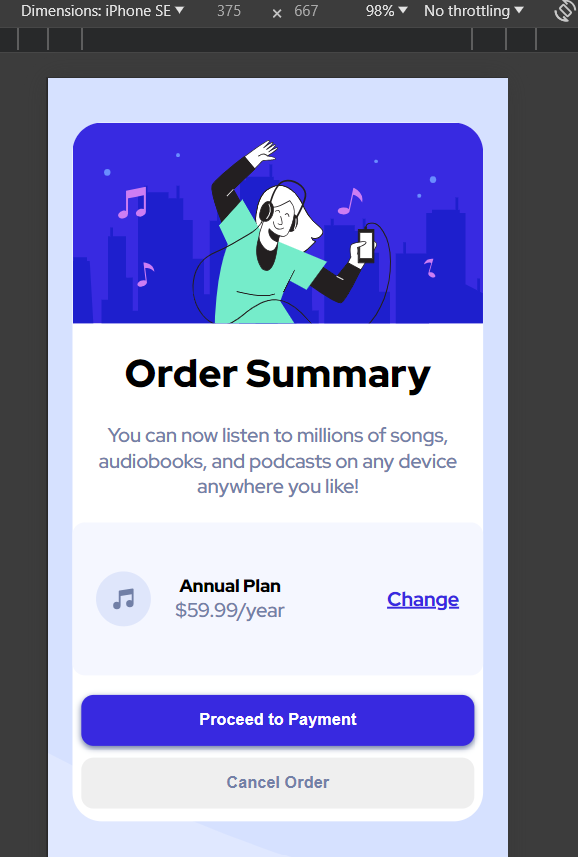 Dimensions: iPhone SE 375 × 667 98% No throttling
Order Summary
You can now listen to millions of songs,
audiobooks, and podcasts on any device
anywhere you like!
Annual Plan
$59.99/year
Change
Proceed to Payment
Cancel Order